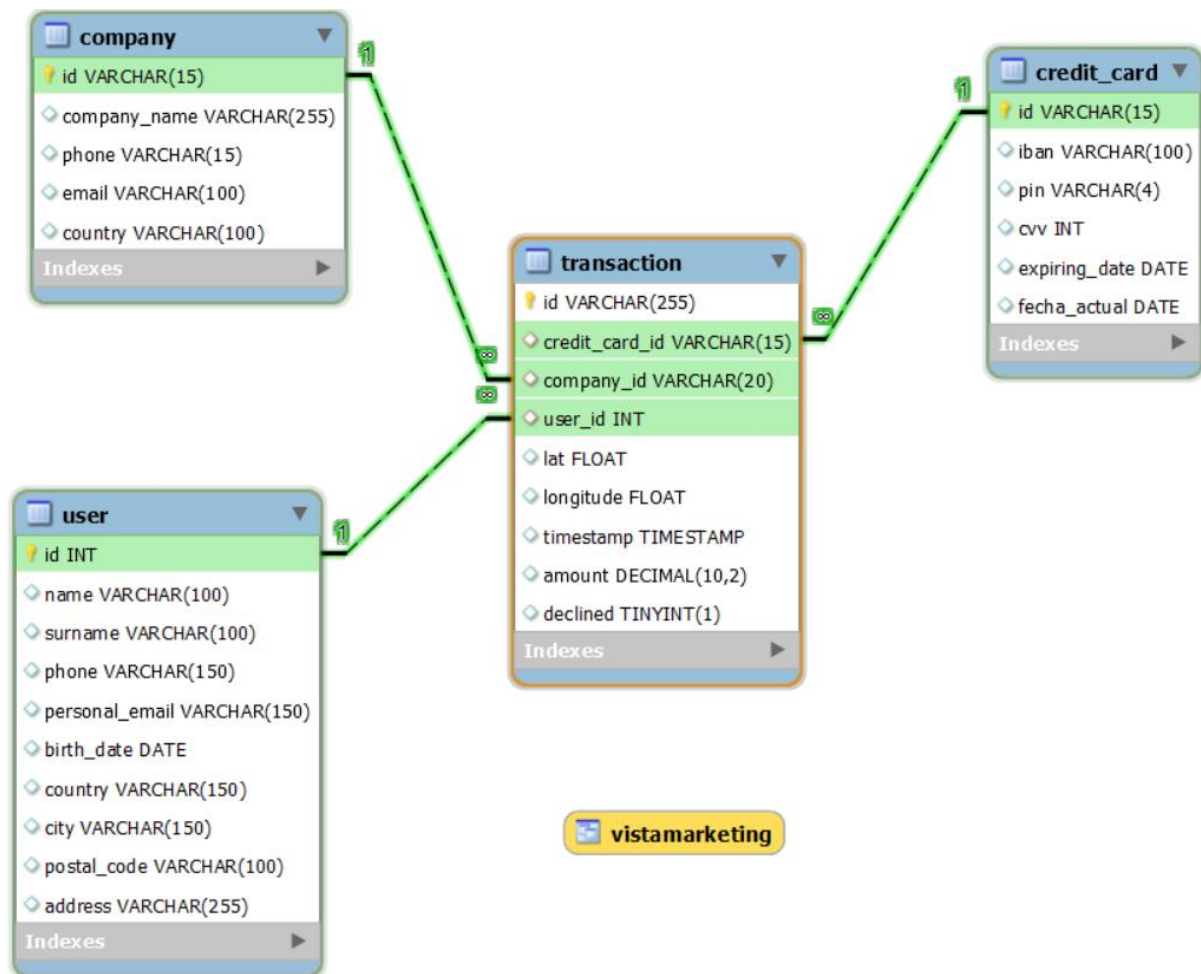 company
id VARCHAR(15)
company_name VARCHAR(255)
phone VARCHAR(15)
email VARCHAR(100)
country VARCHAR(100)
Indexes
1
∞
credit_card
id VARCHAR(15)
iban VARCHAR(100)
pin VARCHAR(4)
cvv INT
expiring_date DATE
fecha_actual DATE
Indexes
1
∞
transaction
id VARCHAR(255)
credit_card_id VARCHAR(15)
company_id VARCHAR(20)
user_id INT
lat FLOAT
longitude FLOAT
timestamp TIMESTAMP
amount DECIMAL(10,2)
declined TINYINT(1)
Indexes
∞
1
user
id INT
name VARCHAR(100)
surname VARCHAR(100)
phone VARCHAR(150)
personal_email VARCHAR(150)
birth_date DATE
country VARCHAR(150)
city VARCHAR(150)
postal_code VARCHAR(100)
address VARCHAR(255)
Indexes
vistamarketing